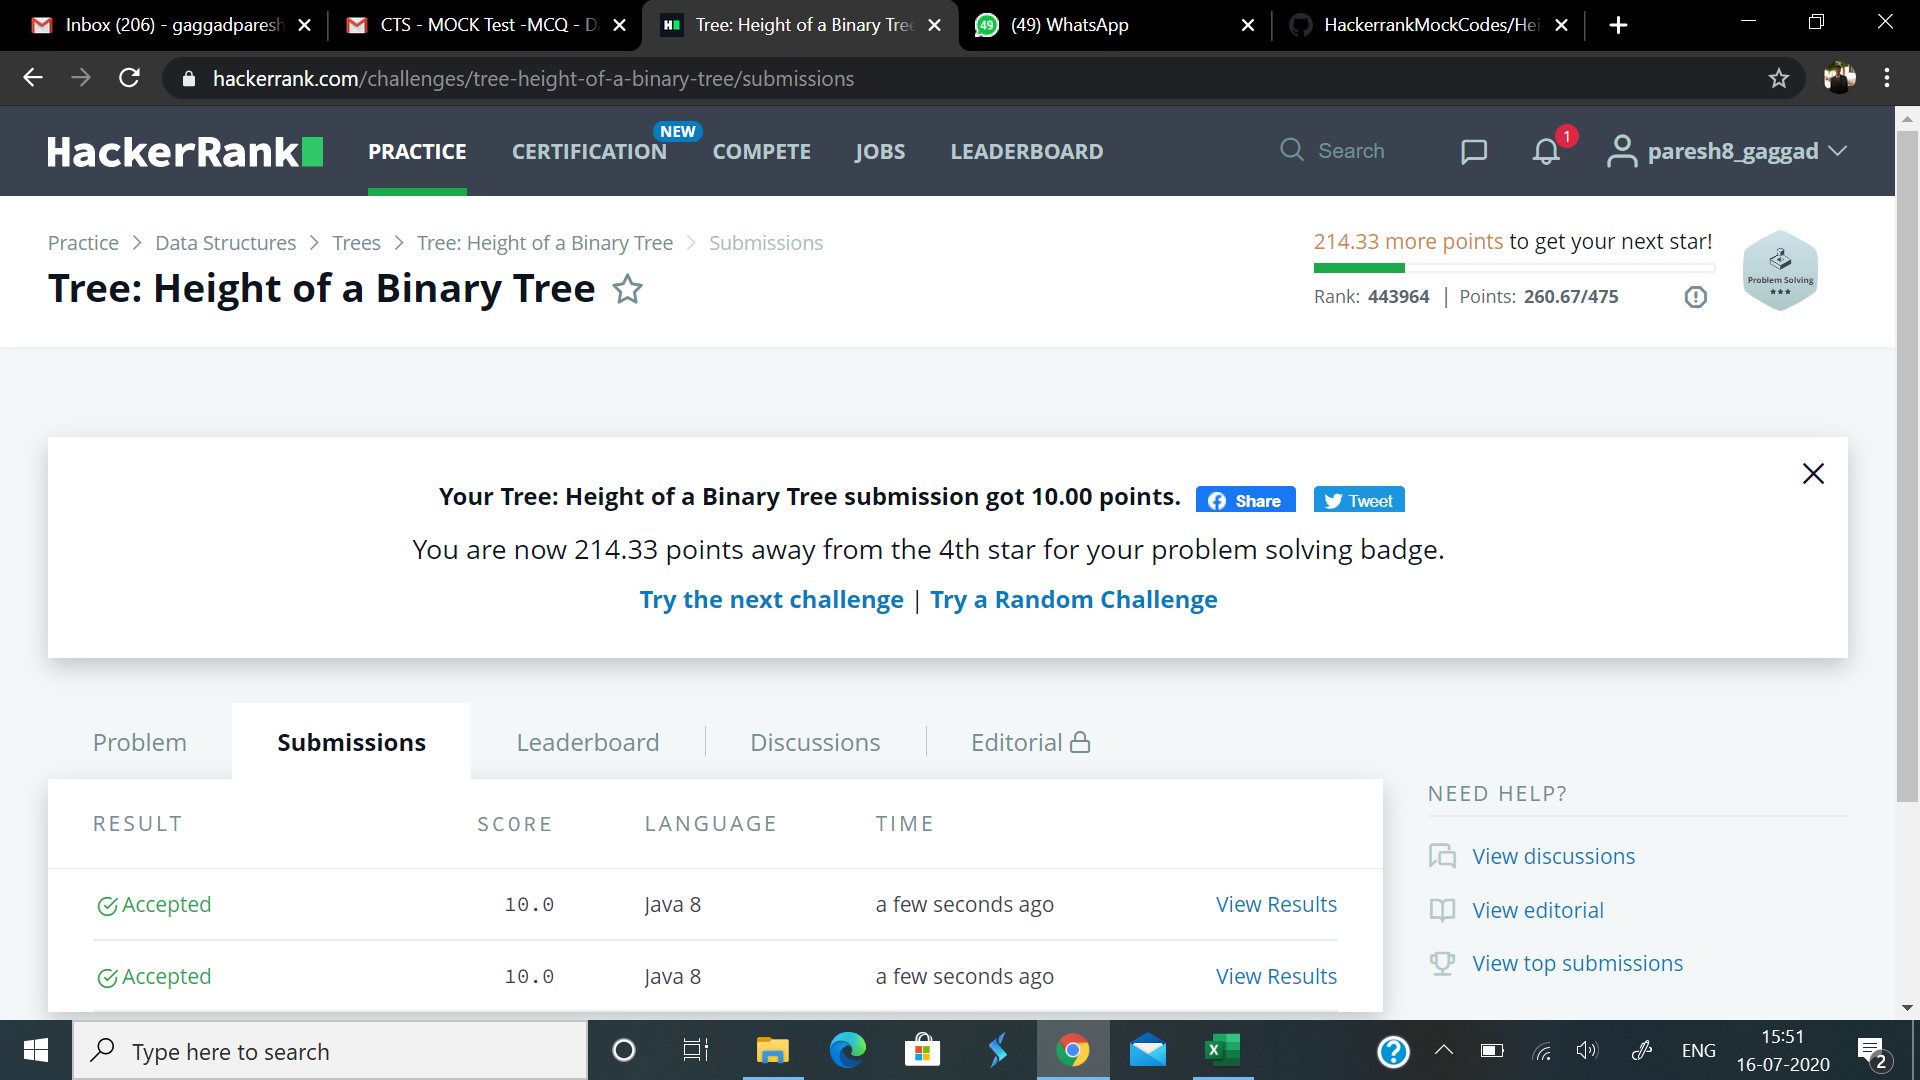 Inbox (206) - gaggadparesh
CTS - MOCK Test -MCQ - D
Tree: Height of a Binary Tree
(49) WhatsApp
HackerrankMockCodes/Hei
hackerrank.com/challenges/tree-height-of-a-binary-tree/submissions
HackerRank
PRACTICE
CERTIFICATION
NEW
COMPETE
JOBS
LEADERBOARD
Search
1
paresh8_gaggad
Practice > Data Structures > Trees > Tree: Height of a Binary Tree > Submissions
Tree: Height of a Binary Tree
214.33 more points to get your next star!
Rank: 443964 | Points: 260.67/475
Problem Solving
Your Tree: Height of a Binary Tree submission got 10.00 points.
Share
Tweet
You are now 214.33 points away from the 4th star for your problem solving badge.
Try the next challenge | Try a Random Challenge
Problem
Submissions
Leaderboard
Discussions
Editorial
RESULT SCORE LANGUAGE TIME
Accepted 10.0 Java 8 a few seconds ago View Results
Accepted 10.0 Java 8 a few seconds ago View Results
NEED HELP?
View discussions
View editorial
View top submissions
Type here to search
ENG
15:51
16-07-2020
2